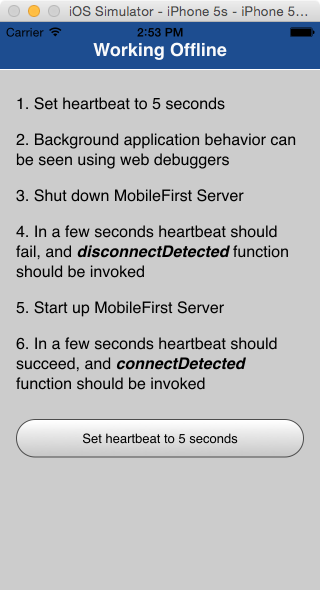 iOS Simulator - iPhone 5s - iPhone 5...
Carrier 2:53 PM
Working Offline
1. Set heartbeat to 5 seconds
2. Background application behavior can
be seen using web debuggers
3. Shut down MobileFirst Server
4. In a few seconds heartbeat should
fail, and disconnectDetected function
should be invoked
5. Start up MobileFirst Server
6. In a few seconds heartbeat should
succeed, and connectDetected
function should be invoked
Set heartbeat to 5 seconds